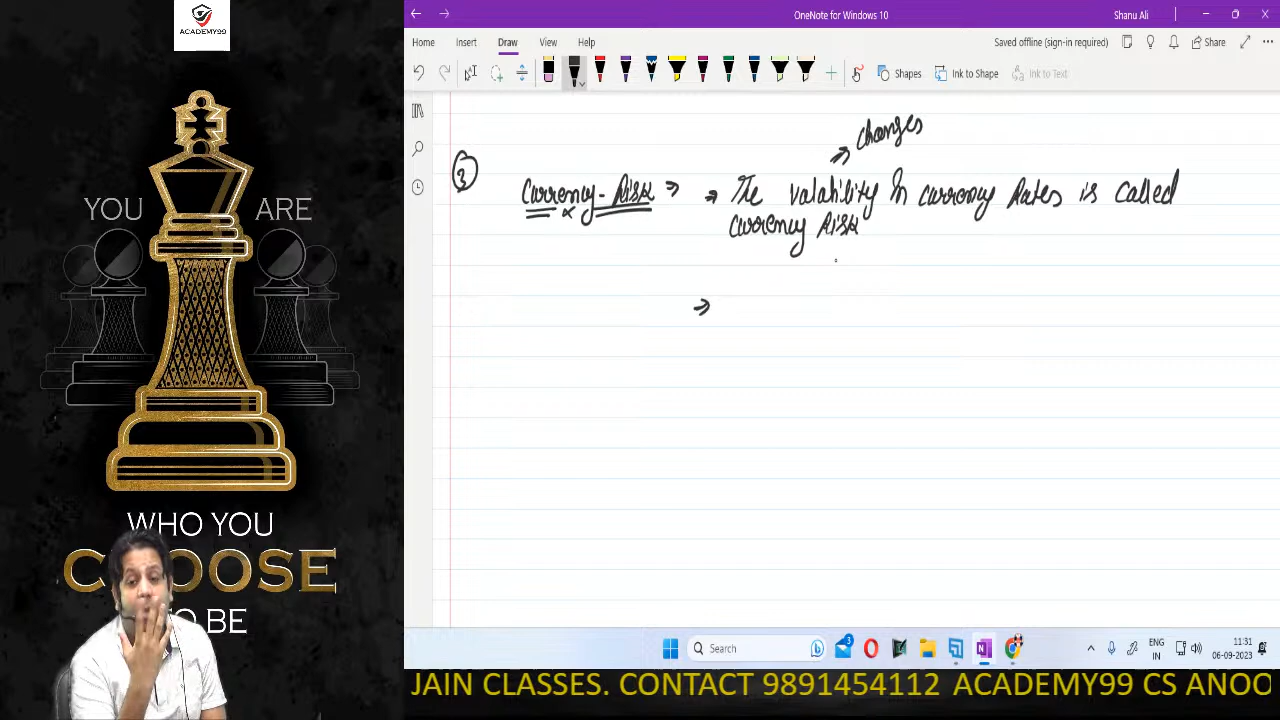 ACADEMY99
YOU ARE
WHO YOU
CHOOSE
TO BE
OneNote for Windows 10
Shanu Ali
Home Insert Draw View Help
Saved offline (sign-in required)
Share
Shapes
Ink to Shape
Ink to Text
changes
3
Currency - Risk ⇒ → The volability In currency Rates is called
Currency Risk
⇒
Search
3
ENG
IN
11:31
06-09-2023
JAIN CLASSES. CONTACT 9891454112 ACADEMY99 CS ANOO